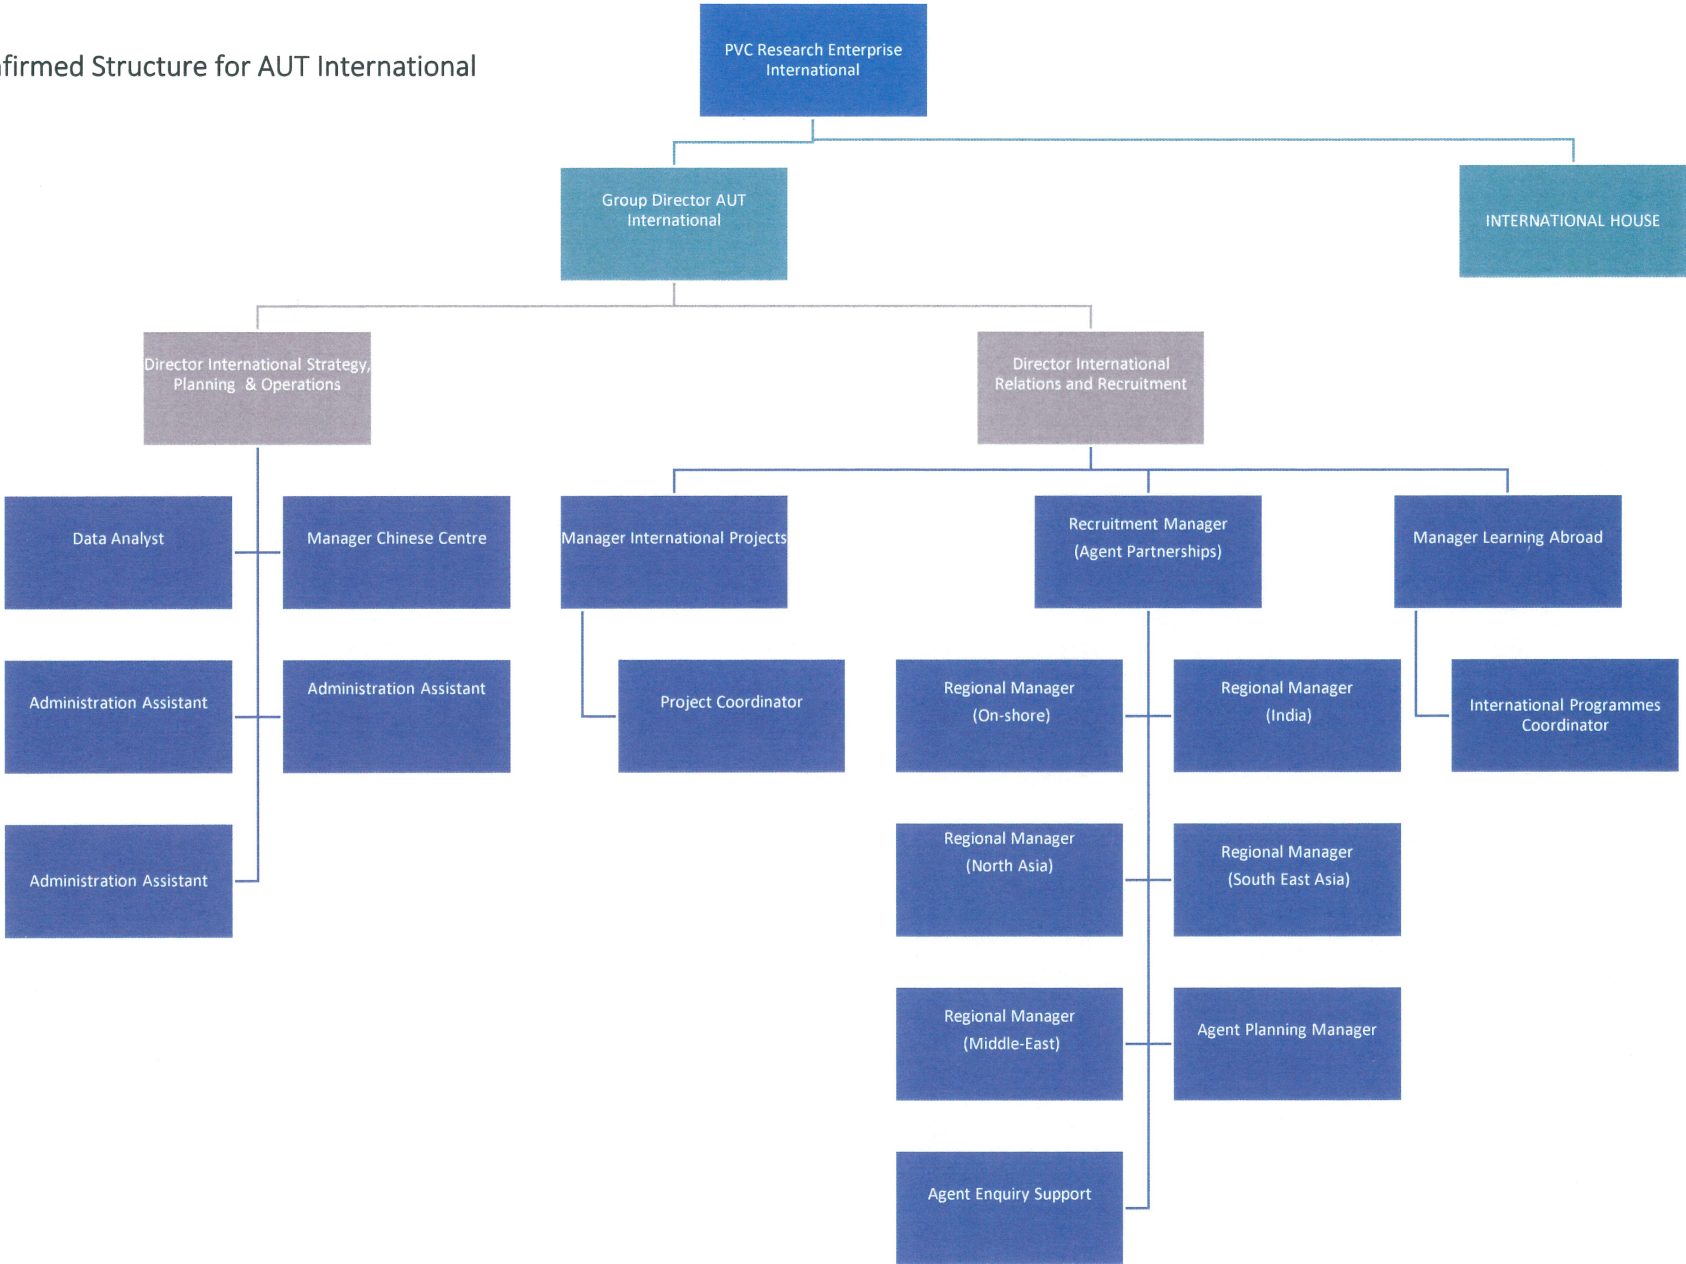 nfirmed Structure for AUT International
PVC Research Enterprise
International
Group Director AUT
International
INTERNATIONAL HOUSE
Director International Strategy,
Planning & Operations
Director International
Relations and Recruitment
Data Analyst
Manager Chinese Centre
Manager International Projects
Recruitment Manager
(Agent Partnerships)
Manager Learning Abroad
Administration Assistant
Administration Assistant
Project Coordinator
Regional Manager
(On-shore)
Regional Manager
(India)
International Programmes
Coordinator
Administration Assistant
Regional Manager
(North Asia)
Regional Manager
(South East Asia)
Regional Manager
(Middle-East)
Agent Planning Manager
Agent Enquiry Support